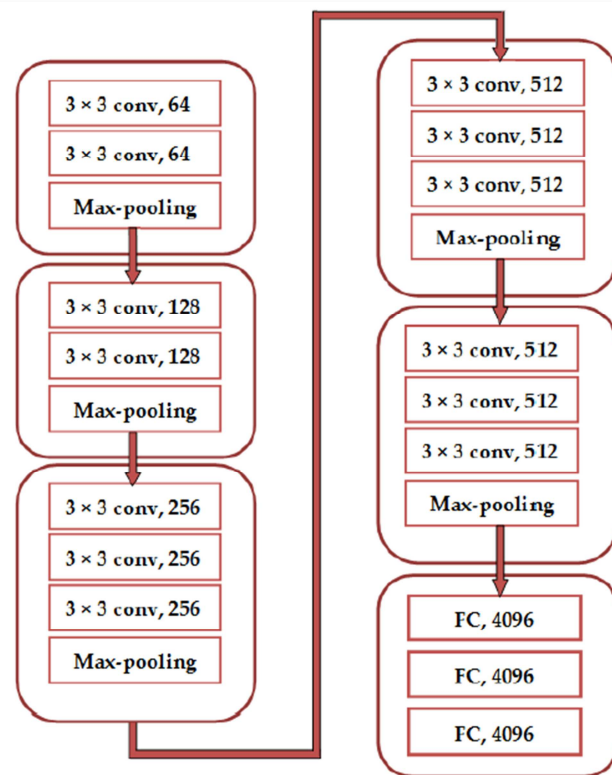 3 × 3 conv, 64
3 × 3 conv, 64
Max-pooling
3 × 3 conv, 128
3 × 3 conv, 128
Max-pooling
3 × 3 conv, 256
3 × 3 conv, 256
3 × 3 conv, 256
Max-pooling
3 × 3 conv, 512
3 × 3 conv, 512
3 × 3 conv, 512
Max-pooling
3 × 3 conv, 512
3 × 3 conv, 512
3 × 3 conv, 512
Max-pooling
FC, 4096
FC, 4096
FC, 4096